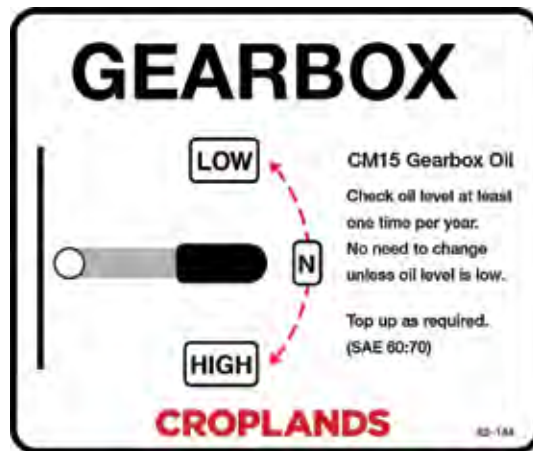 GEARBOX
LOW
N
HIGH
CM15 Gearbox Oil
Check oil level at least
one time per year.
No need to change
unless oil level is low.
Top up as required.
(SAE 60:70)
CROPLANDS